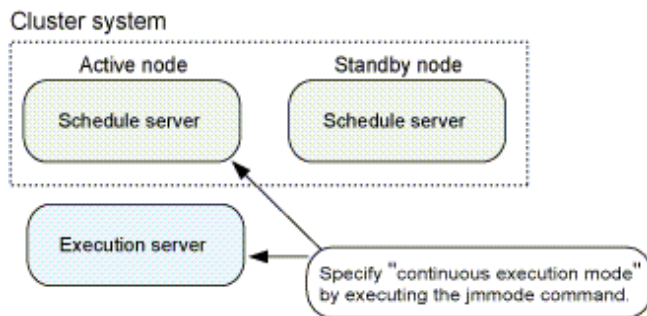 Cluster system
Active node
Standby node
Schedule server
Schedule server
Execution server
Specify "continuous execution mode"
by executing the jmmode command.